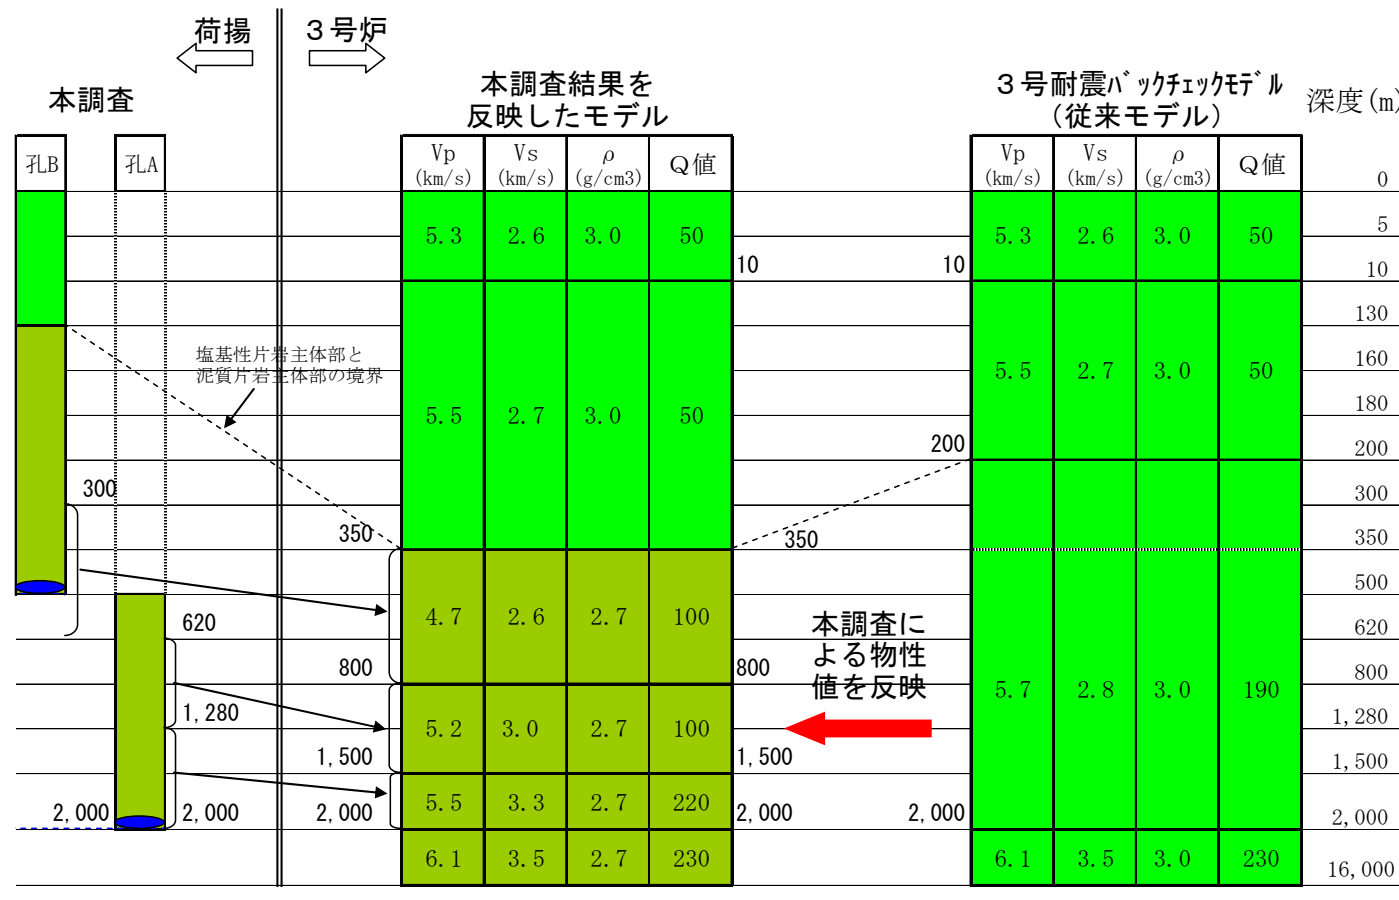 荷揚
３号炉
本調査
孔B
孔A
本調査結果を
反映したモデル
３号耐震ﾊﾞｯｸﾁｪｯｸﾓﾃﾞﾙ
(従来モデル)
深度(m)
Vp
(km/s)
Vs
(km/s)
ρ
(g/cm3)
Q値
Vp
(km/s)
Vs
(km/s)
ρ
(g/cm3)
Q値
塩基性片岩主体部と
泥質片岩主体部の境界
300
620
1,280
2,000
2,000
350
800
1,500
2,000
5.3 2.6 3.0 50
5.5 2.7 3.0 50
4.7 2.6 2.7 100
5.2 3.0 2.7 100
5.5 3.3 2.7 220
6.1 3.5 2.7 230
10
350
800
1,500
2,000
本調査に
よる物性
値を反映
10
200
2,000
5.3 2.6 3.0 50
5.5 2.7 3.0 50
5.7 2.8 3.0 190
6.1 3.5 3.0 230
0
5
10
130
160
180
200
300
350
500
620
800
1,280
1,500
2,000
16,000